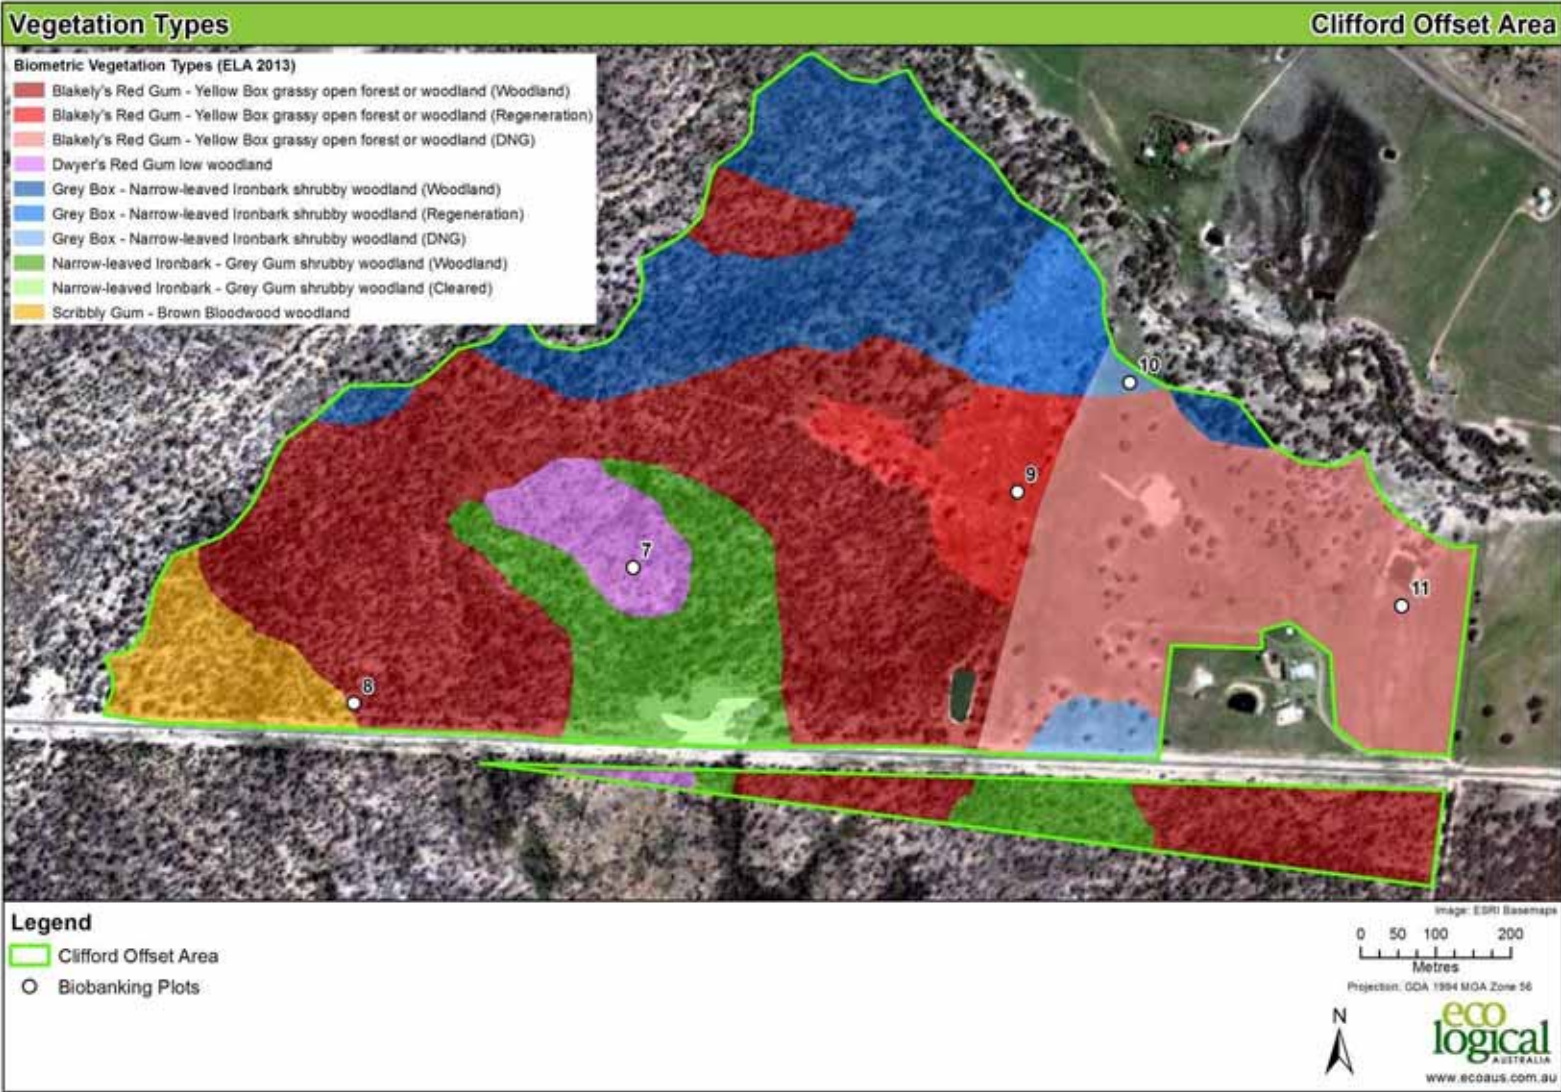 Vegetation Types
Clifford Offset Area
Biometric Vegetation Types (ELA 2013)
Blakely's Red Gum - Yellow Box grassy open forest or woodland (Woodland)
Blakely's Red Gum - Yellow Box grassy open forest or woodland (Regeneration)
Blakely's Red Gum - Yellow Box grassy open forest or woodland (DNG)
Dwyer's Red Gum low woodland
Grey Box - Narrow-leaved Ironbark shrubby woodland (Woodland)
Grey Box - Narrow-leaved Ironbark shrubby woodland (Regeneration)
Grey Box - Narrow-leaved Ironbark shrubby woodland (DNG)
Narrow-leaved Ironbark - Grey Gum shrubby woodland (Woodland)
Narrow-leaved Ironbark - Grey Gum shrubby woodland (Cleared)
Scribbly Gum - Brown Bloodwood woodland
10
9
7
11
8
Legend
Clifford Offset Area
Biobanking Plots
Image: ESRI Basemaps
0 50 100 200
Metres
Projection: GDA 1994 MGA Zone 56
N
eco
logical
AUSTRALIA
www.ecoaus.com.au